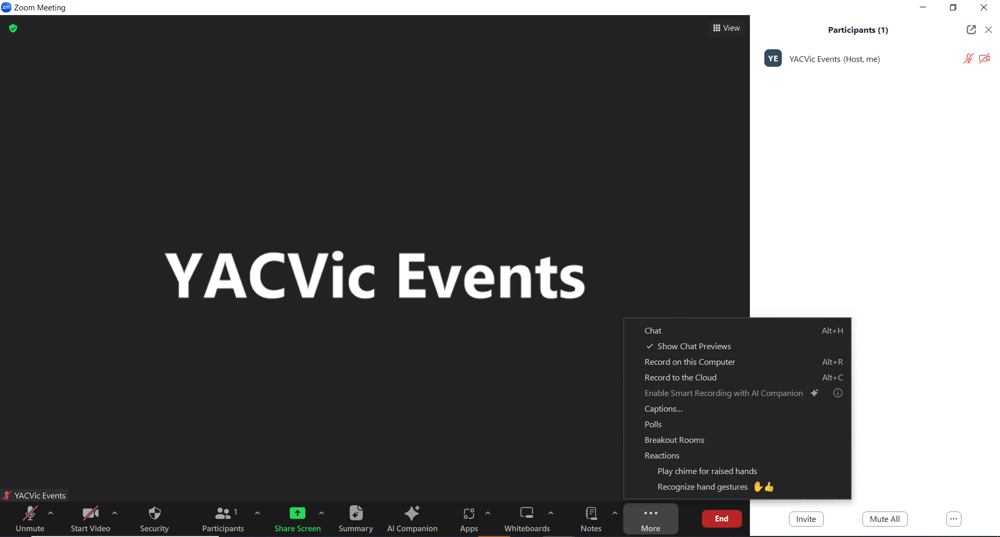 zm Zoom Meeting
View
Participants (1)
YE YACVic Events (Host, me)
YACVic Events
Chat Alt+H
Show Chat Previews
Record on this Computer Alt+R
Record to the Cloud Alt+C
Enable Smart Recording with AI Companion
Captions...
Polls
Breakout Rooms
Reactions
Play chime for raised hands
Recognize hand gestures
YACVic Events
1
Unmute Start Video Security Participants Share Screen Summary AI Companion Apps Whiteboards Notes More End
Invite Mute All